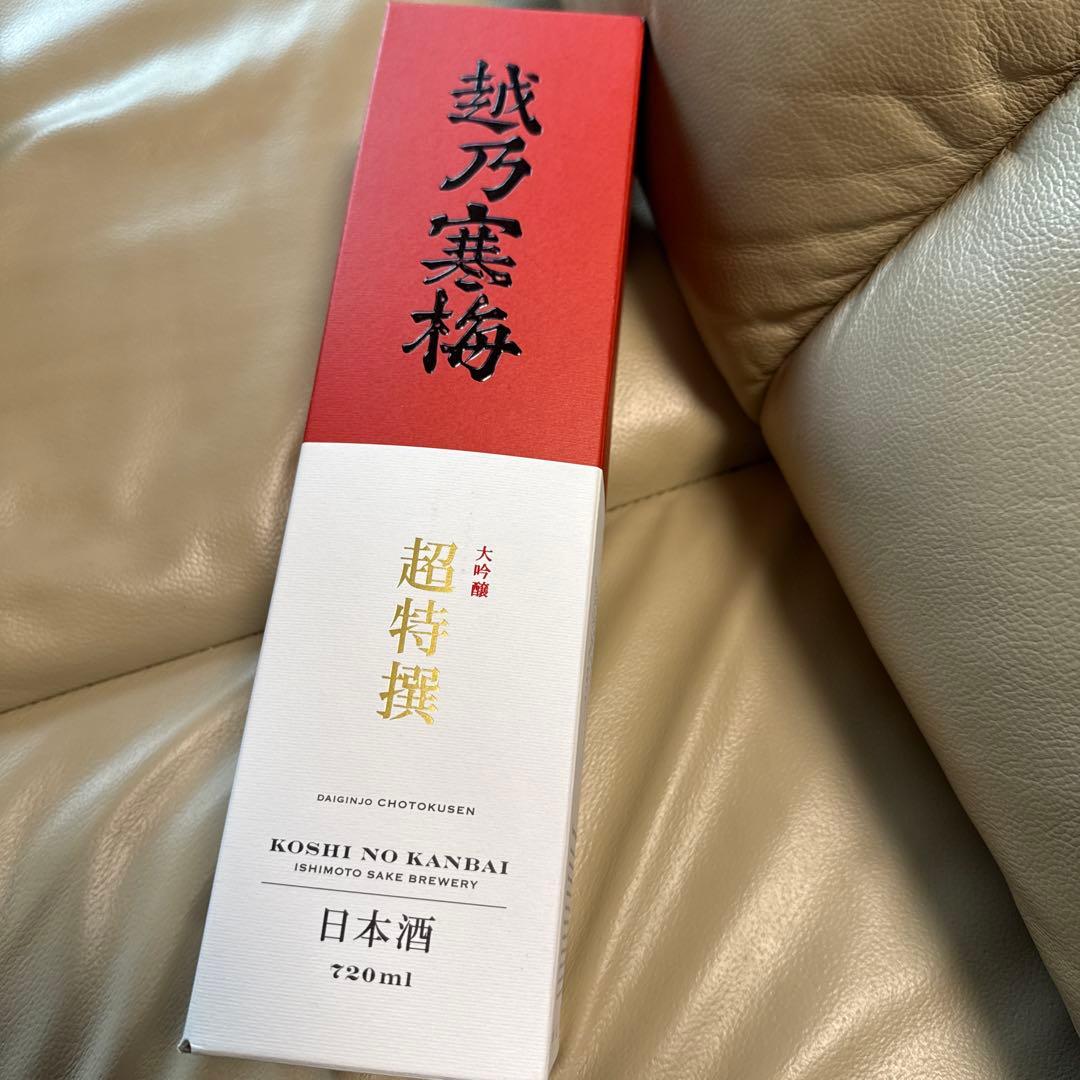 越乃寒梅
大吟醸
超特撰
DAIGINJO CHOTOKUSEN
KOSHI NO KANBAI
ISHIMOTO SAKE BREWERY
日本酒
720ml